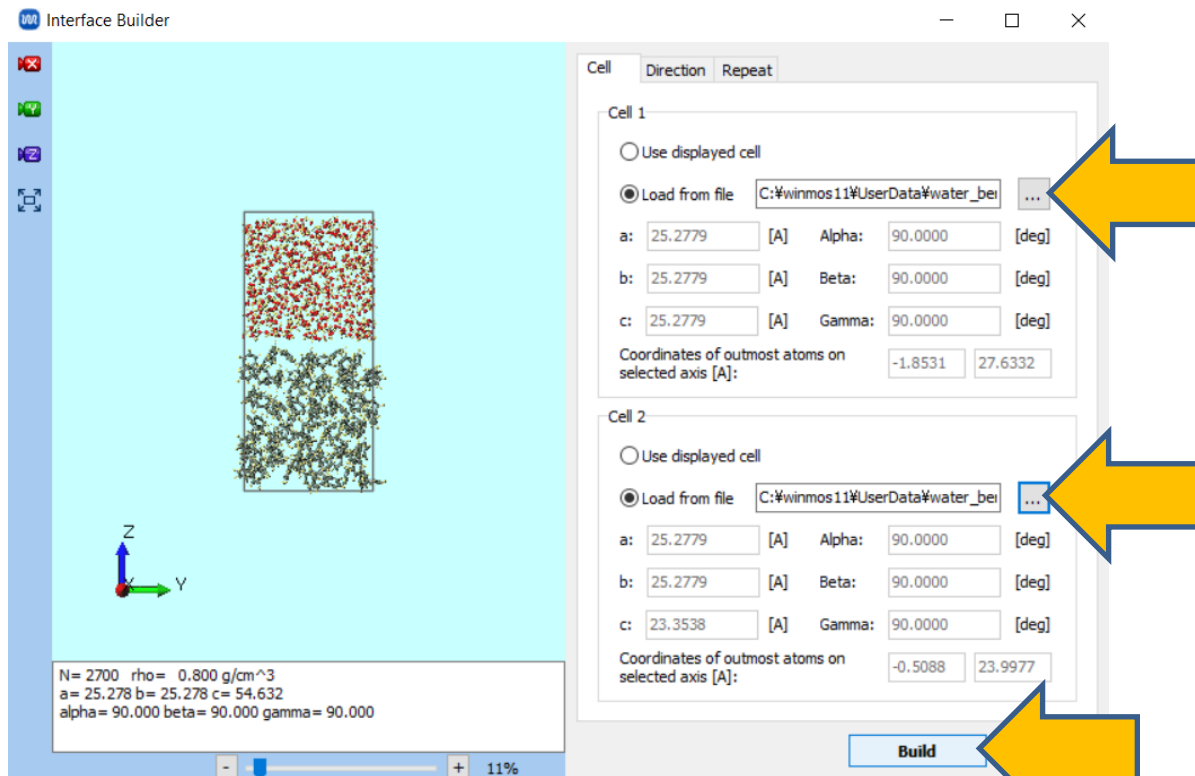 Interface Builder
Cell Direction Repeat
Cell 1
Use displayed cell
Load from file C:¥winmos11¥UserData¥water_ber ...
a: 25.2779 [A] Alpha: 90.0000 [deg]
b: 25.2779 [A] Beta: 90.0000 [deg]
c: 25.2779 [A] Gamma: 90.0000 [deg]
Coordinates of outmost atoms on
selected axis [A]: -1.8531 27.6332
Cell 2
Use displayed cell
Load from file C:¥winmos11¥UserData¥water_ber ...
a: 25.2779 [A] Alpha: 90.0000 [deg]
b: 25.2779 [A] Beta: 90.0000 [deg]
c: 23.3538 [A] Gamma: 90.0000 [deg]
Coordinates of outmost atoms on
selected axis [A]: -0.5088 23.9977
Build
X
Y
Z
Z
X Y
N= 2700 rho= 0.800 g/cm^3
a= 25.278 b= 25.278 c= 54.632
alpha= 90.000 beta= 90.000 gamma= 90.000
- + 11%